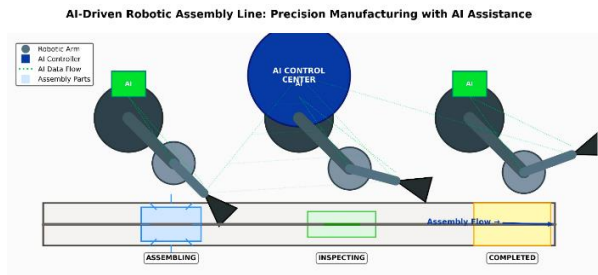 AI-Driven Robotic Assembly Line: Precision Manufacturing with AI Assistance
Robotic Arm
AI Controller
AI Data Flow
Assembly Parts
AI
AI CONTROL
CENTER
AI
AI
Assembly Flow →
ASSEMBLING
INSPECTING
COMPLETED